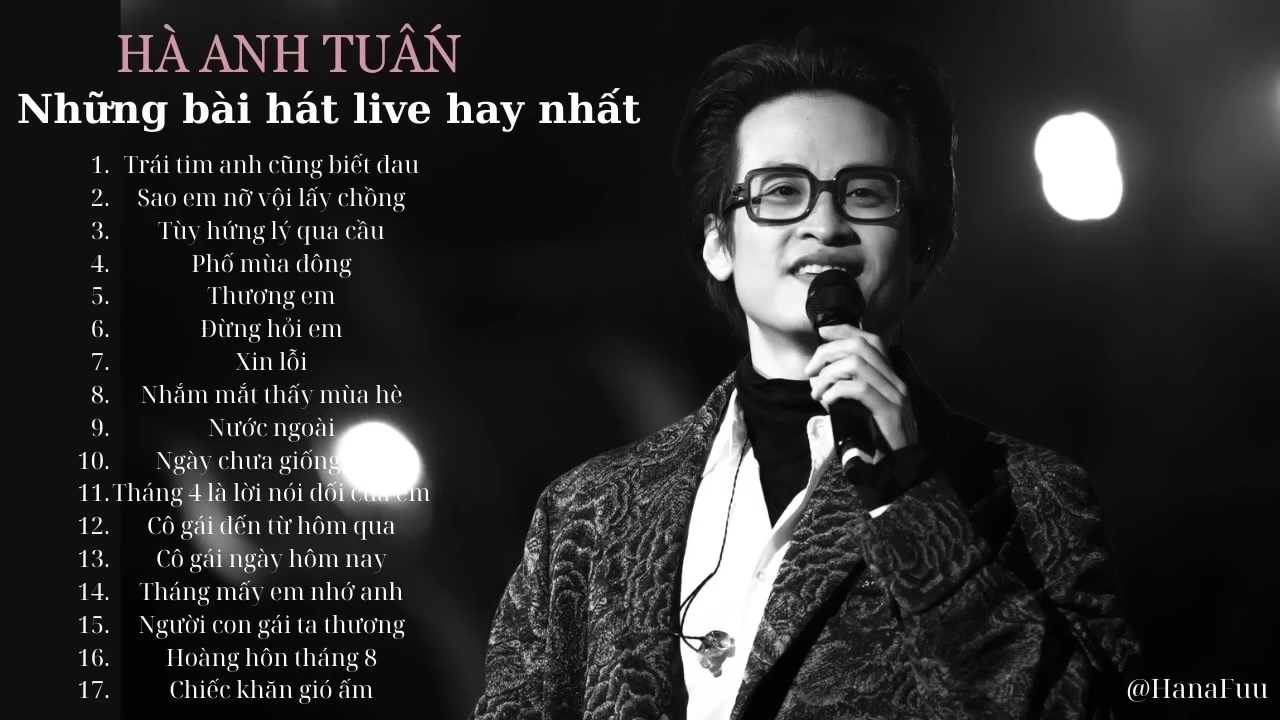 HÀ ANH TUẤN
Những bài hát live hay nhất
1. Trái tim anh cũng biết đau
2. Sao em nỡ vội lấy chồng
3. Tùy hứng lý qua cầu
4. Phố mùa đông
5. Thương em
6. Đừng hỏi em
7. Xin lỗi
8. Nhắm mắt thấy mùa hè
9. Nước ngoài
10. Ngày chưa giống
11. Tháng 4 là lời nói dối của em
12. Cô gái đến từ hôm qua
13. Cô gái ngày hôm nay
14. Tháng mấy em nhớ anh
15. Người con gái ta thương
16. Hoàng hôn tháng 8
17. Chiếc khăn gió ấm
@HanaFuu